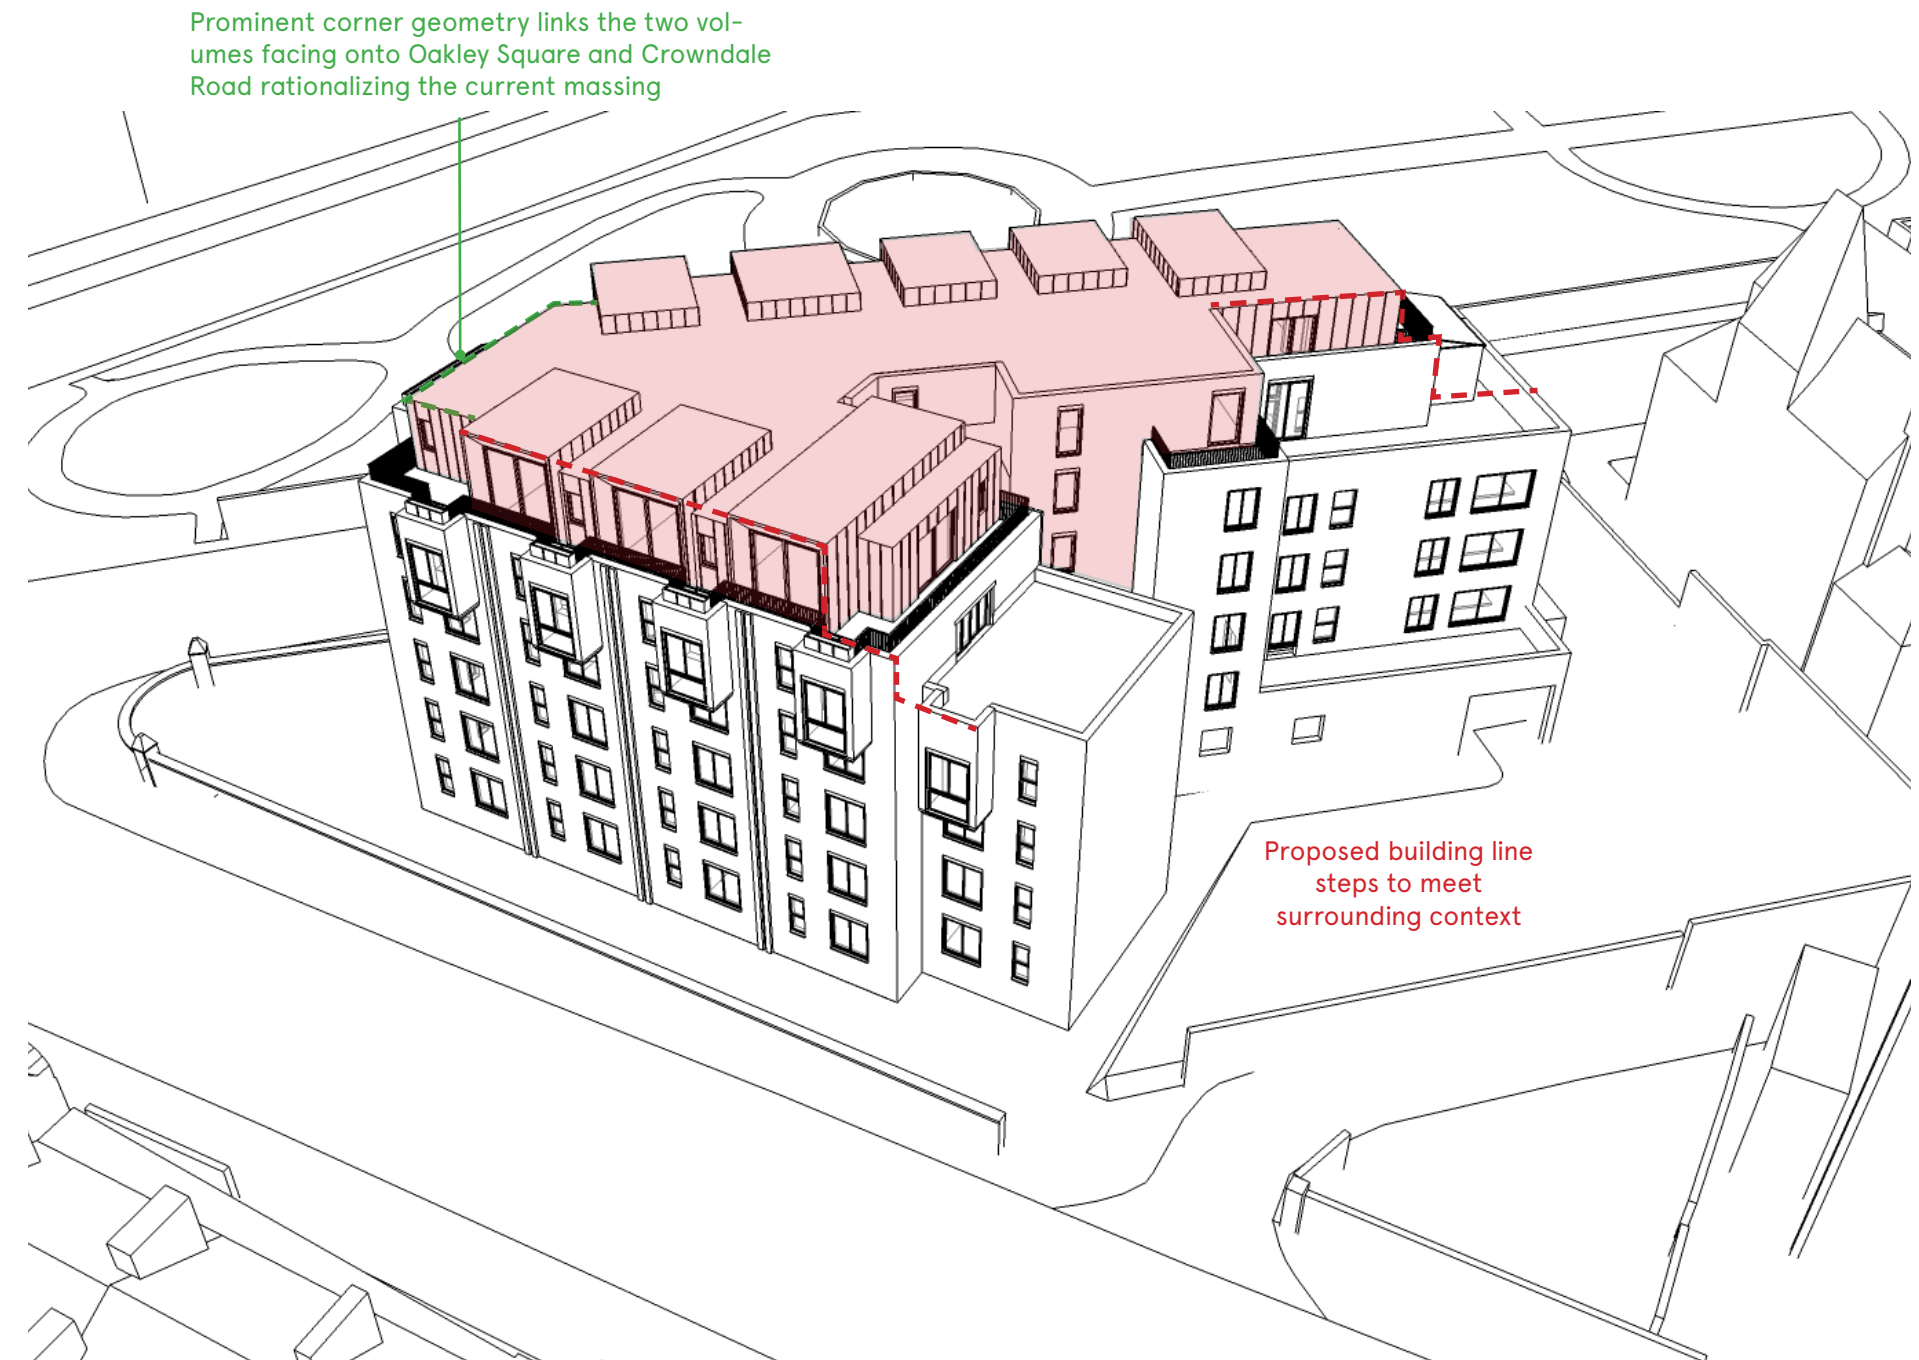 Prominent corner geometry links the two vol-
umes facing onto Oakley Square and Crowndale
Road rationalizing the current massing
Proposed building line
steps to meet
surrounding context